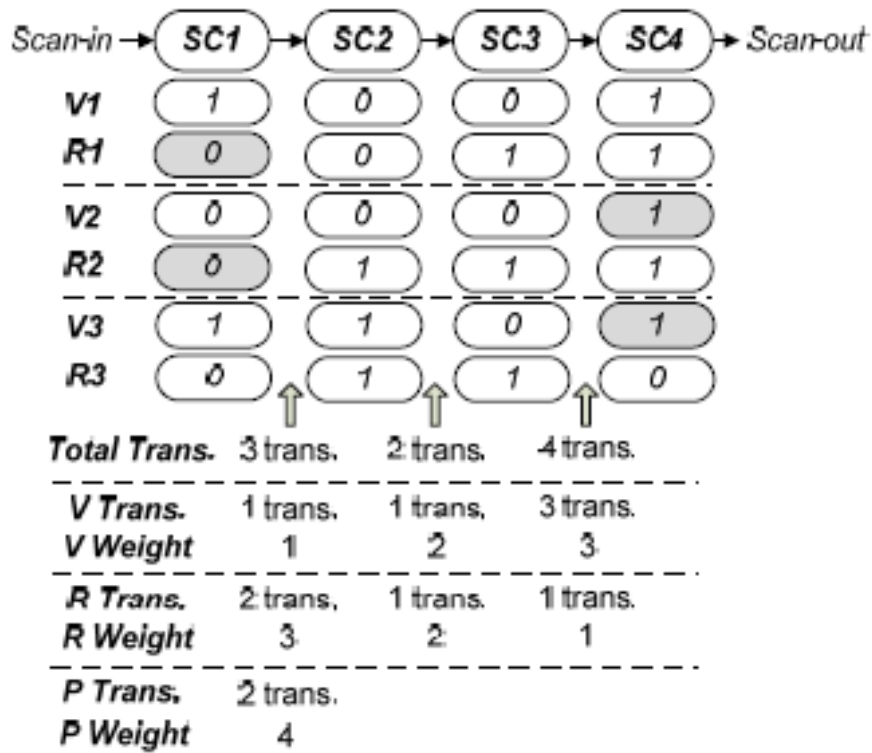 Scan-in SC1 SC2 SC3 SC4 Scan-out
V1 1 0 0 1
R1 0 0 1 1
V2 0 0 0 1
R2 0 1 1 1
V3 1 1 0 1
R3 0 1 1 0
Total Trans. 3 trans. 2 trans. 4 trans.
V Trans. 1 trans. 1 trans. 3 trans.
V Weight 1 2 3
R Trans. 2 trans. 1 trans. 1 trans.
R Weight 3 2 1
P Trans. 2 trans.
P Weight 4